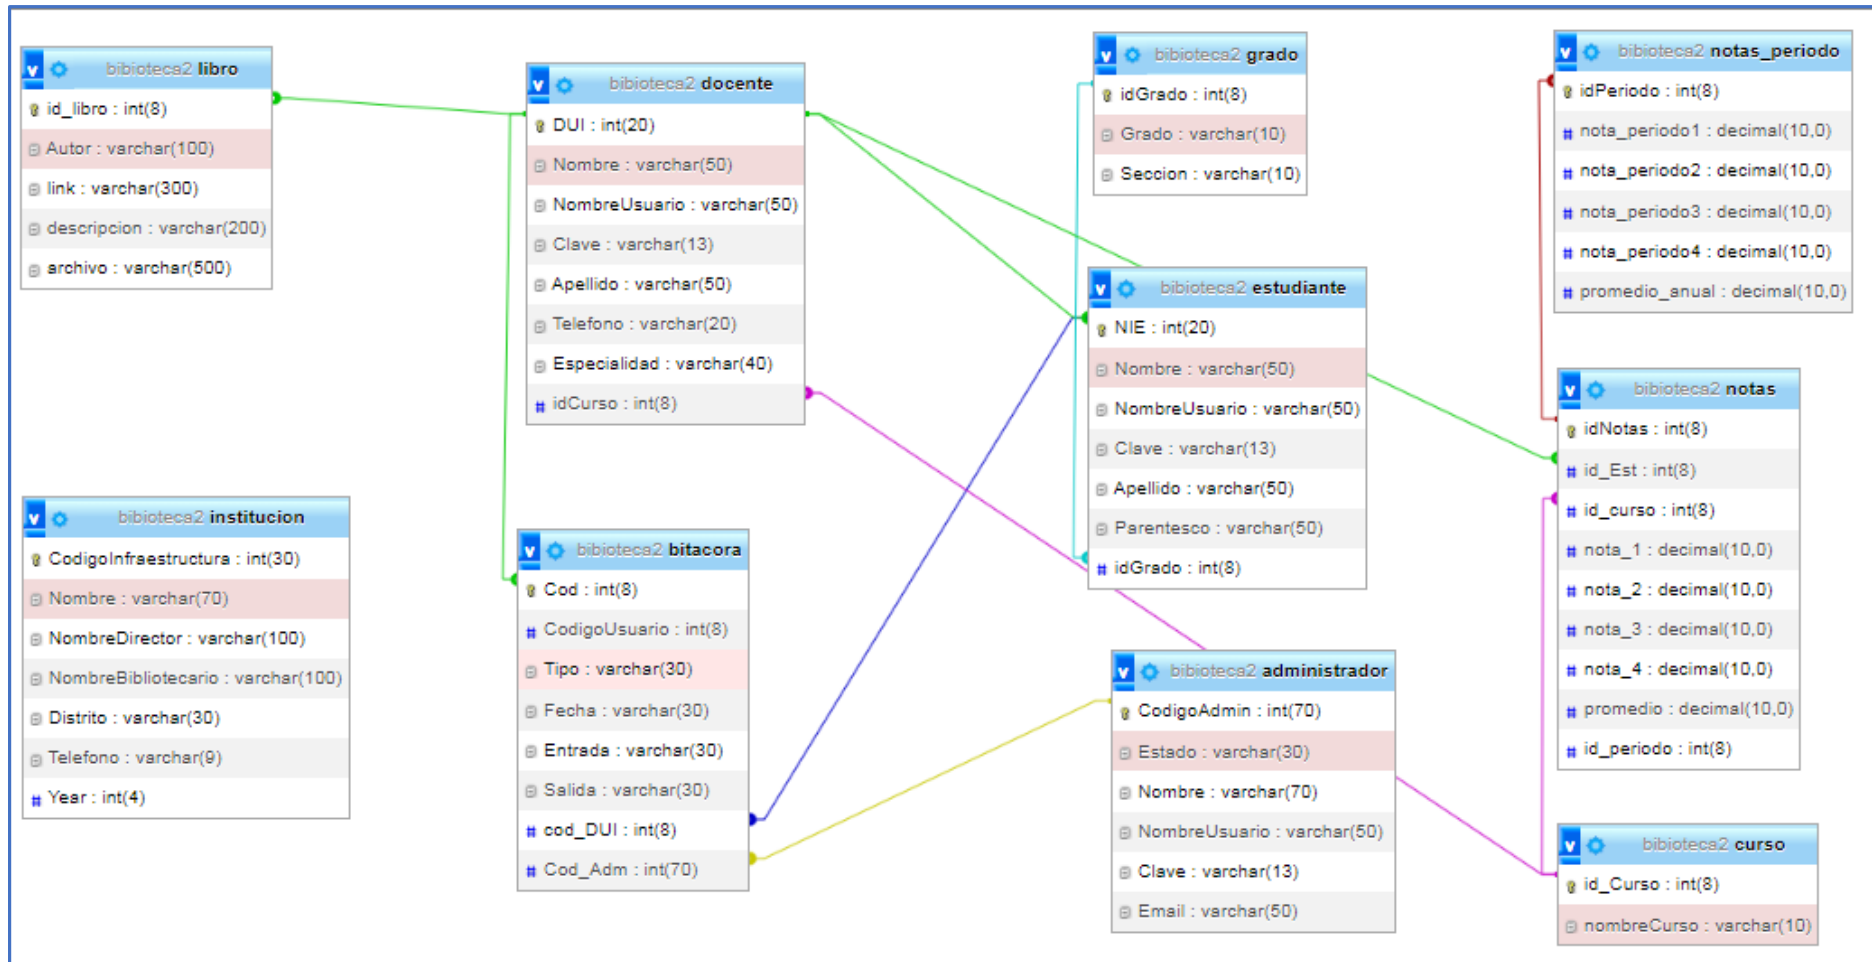 bibioteca2 libro
id_libro : int(8)
Autor : varchar(100)
link : varchar(300)
descripcion : varchar(200)
archivo : varchar(500)
bibioteca2 docente
DUI : int(20)
Nombre : varchar(50)
NombreUsuario : varchar(50)
Clave : varchar(13)
Apellido : varchar(50)
Telefono : varchar(20)
Especialidad : varchar(40)
idCurso : int(8)
bibioteca2 grado
idGrado : int(8)
Grado : varchar(10)
Seccion : varchar(10)
bibioteca2 notas_periodo
idPeriodo : int(8)
nota_periodo1 : decimal(10,0)
nota_periodo2 : decimal(10,0)
nota_periodo3 : decimal(10,0)
nota_periodo4 : decimal(10,0)
promedio_anual : decimal(10,0)
bibioteca2 estudiante
NIE : int(20)
Nombre : varchar(50)
NombreUsuario : varchar(50)
Clave : varchar(13)
Apellido : varchar(50)
Parentesco : varchar(50)
idGrado : int(8)
bibioteca2 notas
idNotas : int(8)
id_Est : int(8)
id_curso : int(8)
nota_1 : decimal(10,0)
nota_2 : decimal(10,0)
nota_3 : decimal(10,0)
nota_4 : decimal(10,0)
promedio : decimal(10,0)
id_periodo : int(8)
bibioteca2 institucion
CodigoInfraestructura : int(30)
Nombre : varchar(70)
NombreDirector : varchar(100)
NombreBibliotecario : varchar(100)
Distrito : varchar(30)
Telefono : varchar(9)
Year : int(4)
bibioteca2 bitacora
Cod : int(8)
CodigoUsuario : int(8)
Tipo : varchar(30)
Fecha : varchar(30)
Entrada : varchar(30)
Salida : varchar(30)
cod_DUI : int(8)
Cod_Adm : int(70)
bibioteca2 administrador
CodigoAdmin : int(70)
Estado : varchar(30)
Nombre : varchar(70)
NombreUsuario : varchar(50)
Clave : varchar(13)
Email : varchar(50)
bibioteca2 curso
id_Curso : int(8)
nombreCurso : varchar(10)